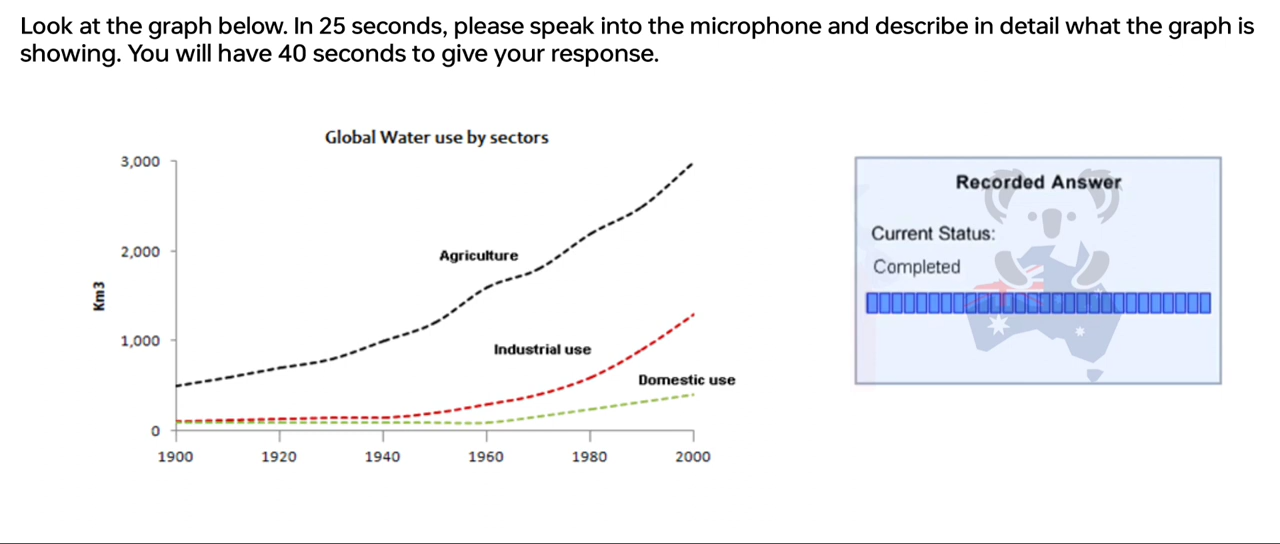 Look at the graph below. In 25 seconds, please speak into the microphone and describe in detail what the graph is
showing. You will have 40 seconds to give your response.
Global Water use by sectors
3,000
2,000
1,000
0
Km3
Agriculture
Industrial use
Domestic use
1900
1920
1940
1960
1980
2000
Recorded Answer
Current Status:
Completed